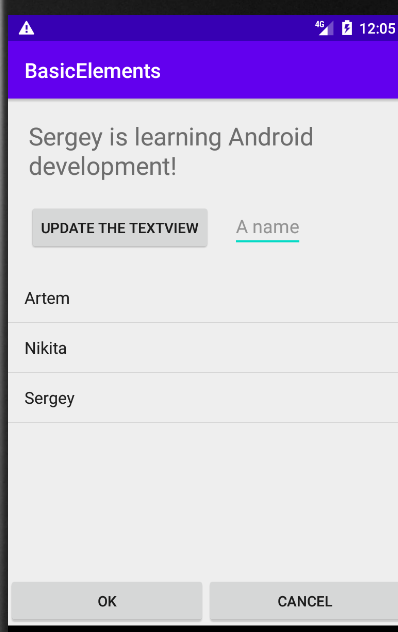 4G 12:05
BasicElements
Sergey is learning Android
development!
UPDATE THE TEXTVIEW A name
Artem
Nikita
Sergey
OK CANCEL